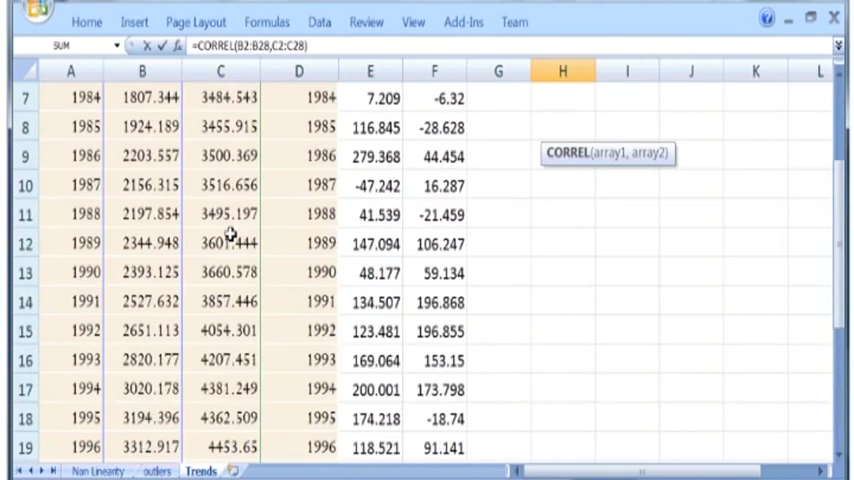 Home Insert Page Layout Formulas Data Review View Add-Ins Team
SUM =CORREL(B2:B28,C2:C28)
A B C D E F G H I J K L
7 1984 1807.344 3484.543 1984 7.209 -6.32
8 1985 1924.189 3455.915 1985 116.845 -28.628
9 1986 2203.557 3500.369 1986 279.368 44.454 CORREL(array1, array2)
10 1987 2156.315 3516.656 1987 -47.242 16.287
11 1988 2197.854 3495.197 1988 41.539 -21.459
12 1989 2344.948 3601.444 1989 147.094 106.247
13 1990 2393.125 3660.578 1990 48.177 59.134
14 1991 2527.632 3857.446 1991 134.507 196.868
15 1992 2651.113 4054.301 1992 123.481 196.855
16 1993 2820.177 4207.451 1993 169.064 153.15
17 1994 3020.178 4381.249 1994 200.001 173.798
18 1995 3194.396 4362.509 1995 174.218 -18.74
19 1996 3312.917 4453.65 1996 118.521 91.141
Non Linearity outliers Trends